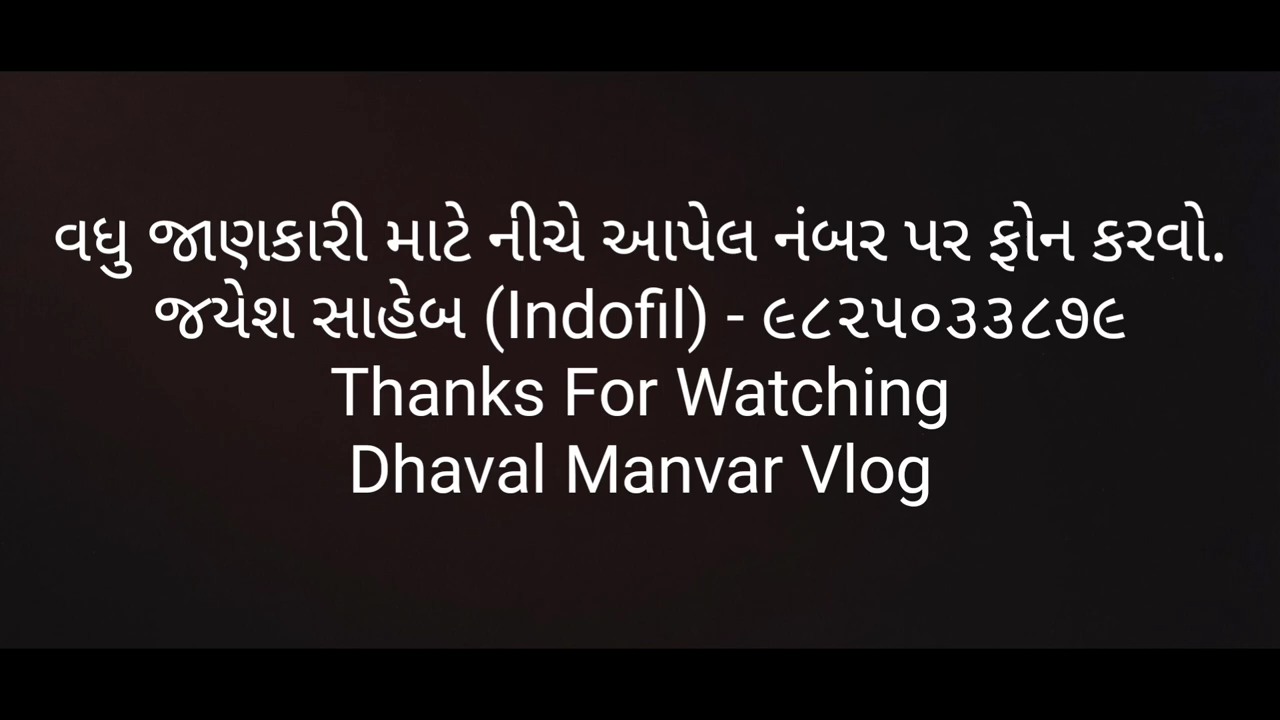 વધુ જાણકારી માટે નીચે આપેલ નંબર પર ફોન કરવો.
જયેશ સાહેબ (Indofil) - ૯૮૨૫૦૩૩૮૭૯
Thanks For Watching
Dhaval Manvar Vlog